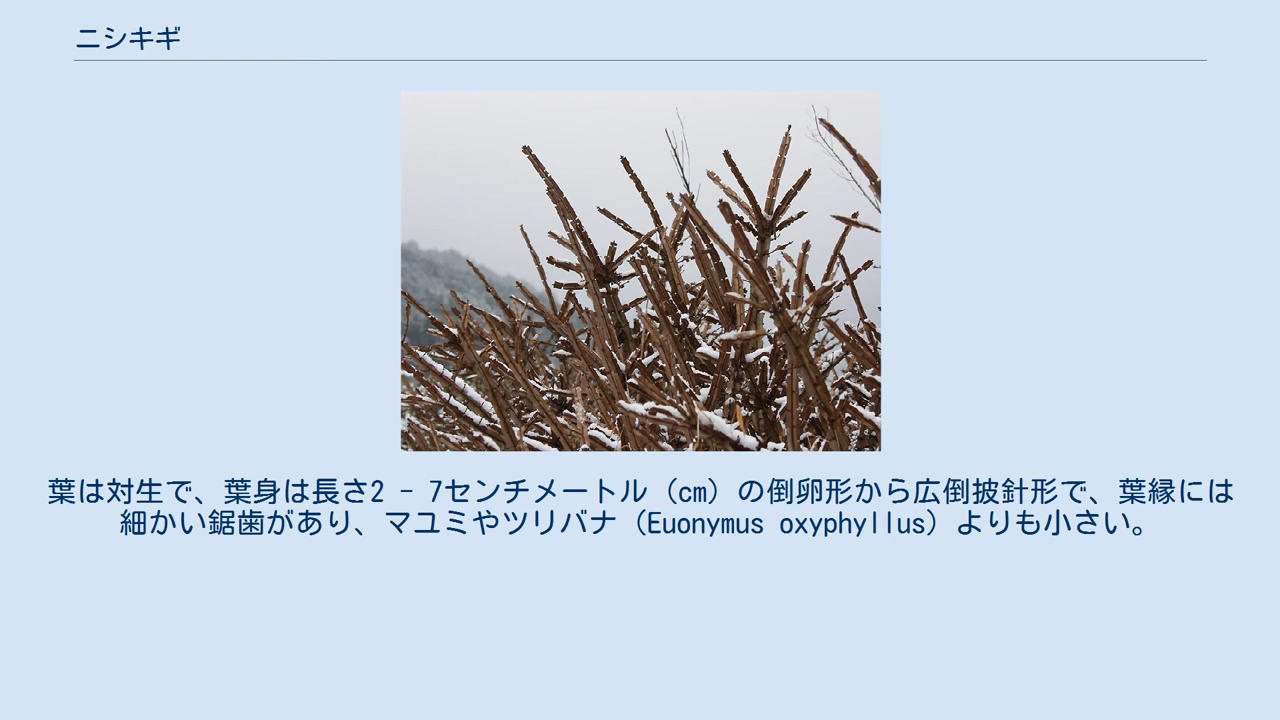 ニシキギ
葉は対生で、葉身は長さ2 - 7センチメートル（cm）の倒卵形から広倒披針形で、葉縁には
細かい鋸歯があり、マユミやツリバナ（Euonymus oxyphyllus）よりも小さい。